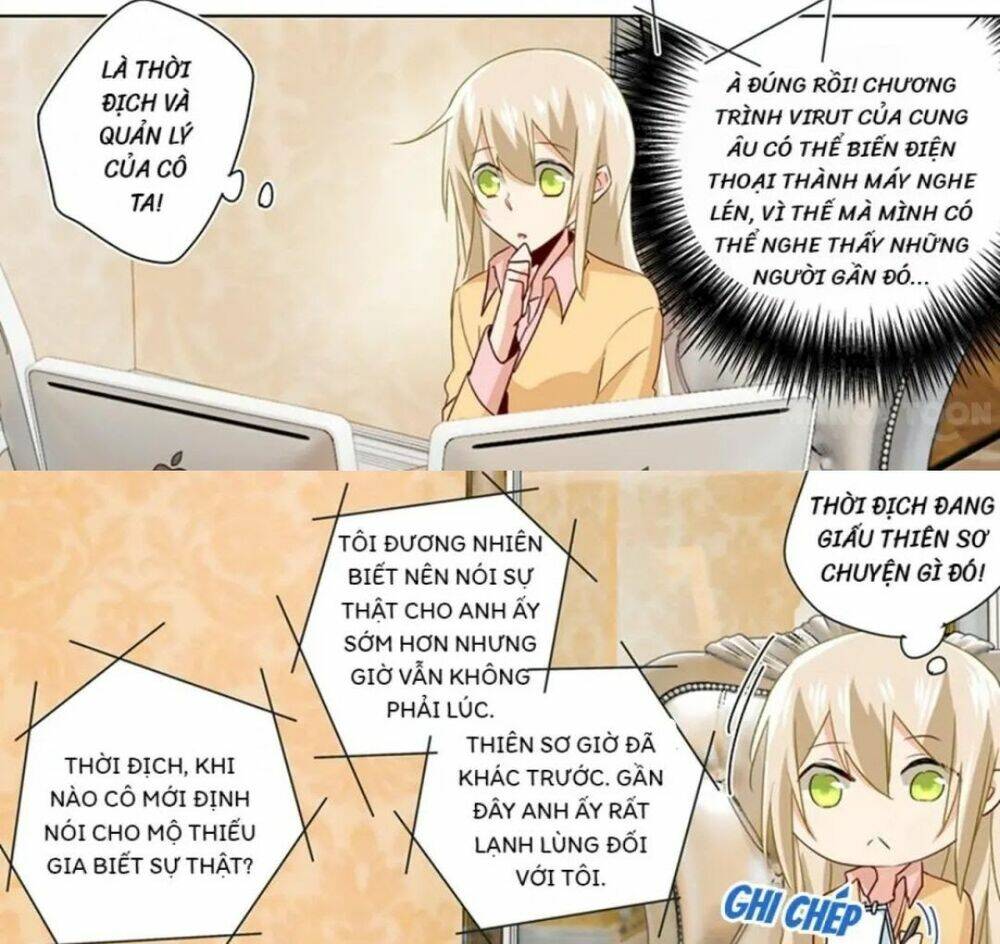 LÀ THỜI
ĐỊCH VÀ
QUẢN LÝ
CỦA CÔ
TA!
À ĐÚNG RỒI! CHƯƠNG
TRÌNH VIRUT CỦA CUNG
ÂU CÓ THỂ BIẾN ĐIỆN
THOẠI THÀNH MÁY NGHE
LÉN, VÌ THẾ MÀ MÌNH CÓ
THỂ NGHE THẤY NHỮNG
NGƯỜI GẦN ĐÓ...
THỜI ĐỊCH, KHI
NÀO CÔ MỚI ĐỊNH
NÓI CHO MỘ THIẾU
GIA BIẾT SỰ THẬT?
TÔI ĐƯƠNG NHIÊN
BIẾT NÊN NÓI SỰ
THẬT CHO ANH ẤY
SỚM HƠN NHƯNG
GIỜ VẪN KHÔNG
PHẢI LÚC.
THIÊN SƠ GIỜ ĐÃ
KHÁC TRƯỚC. GẦN
ĐÂY ANH ẤY RẤT
LẠNH LÙNG ĐỐI
VỚI TÔI.
THỜI ĐỊCH ĐANG
GIẤU THIÊN SƠ
CHUYỆN GÌ ĐÓ!
GHI CHÉP